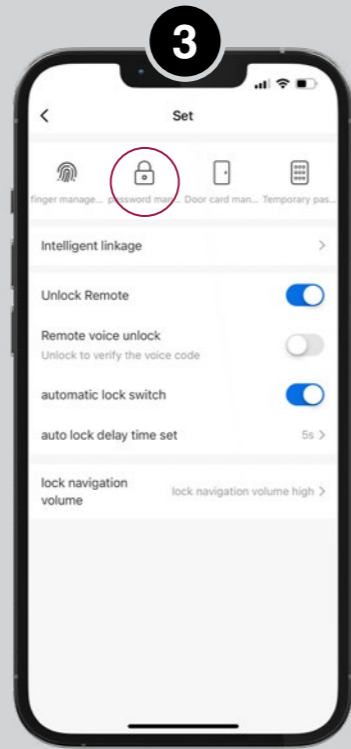 3
Set
finger manage... password man... Door card man... Temporary pas...
Intelligent linkage
Unlock Remote
Remote voice unlock
Unlock to verify the voice code
automatic lock switch
auto lock delay time set 5s
lock navigation
volume
lock navigation volume high